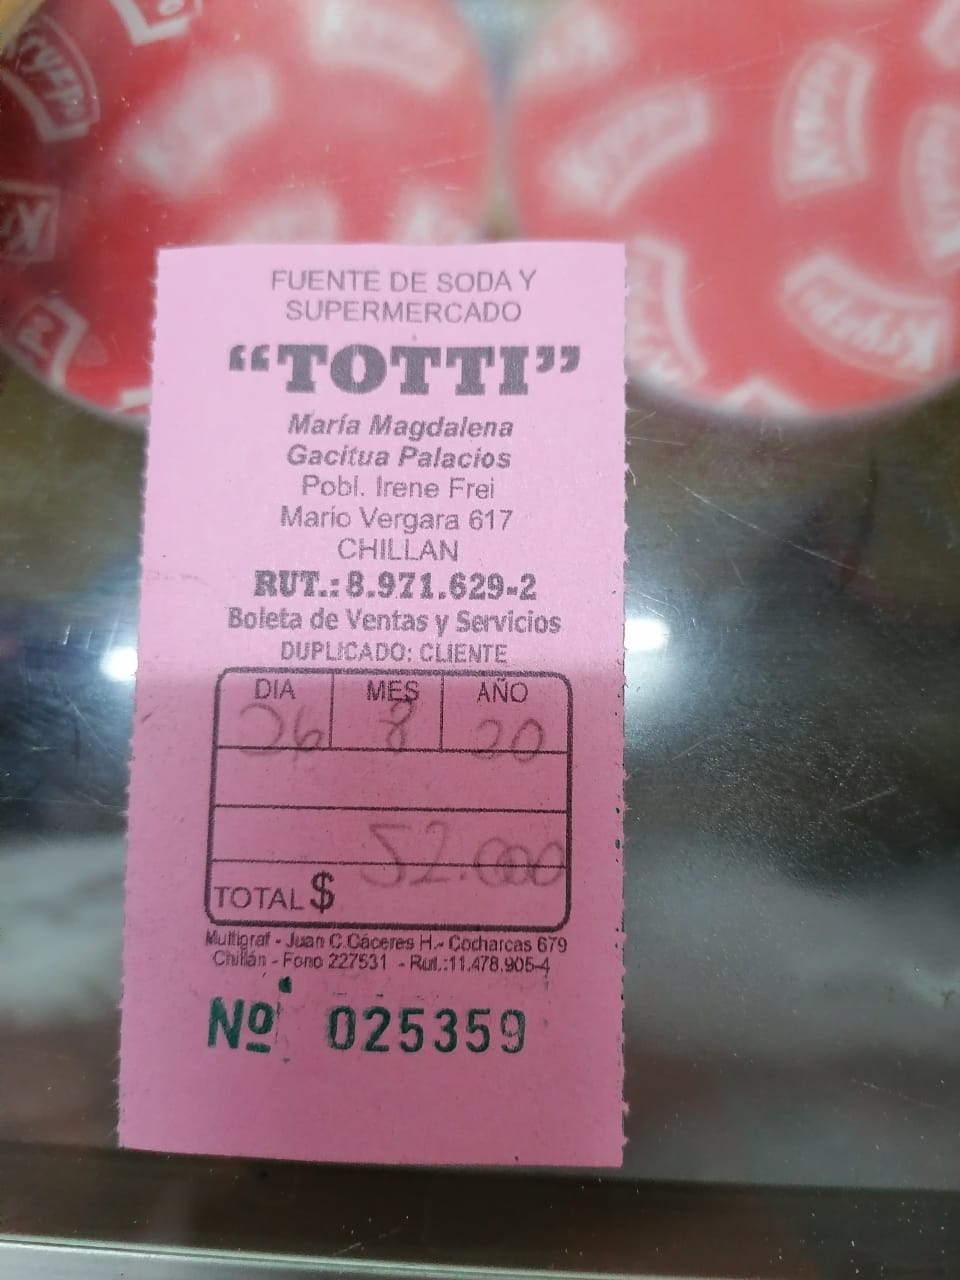 FUENTE DE SODA Y
SUPERMERCADO
“TOTTI”
María Magdalena
Gacitua Palacios
Pobl. Irene Frei
Mario Vergara 617
CHILLAN
RUT.: 8.971.629-2
Boleta de Ventas y Servicios
DUPLICADO: CLIENTE
DIA MES AÑO
26 8 20
52.000
TOTAL $
Multigraf - Juan C.Cáceres H.- Cocharcas 679
Chillán - Fono 227531 - Rut.:11.478.905-4
Nº 025359
Kryzpo
Kryzpo